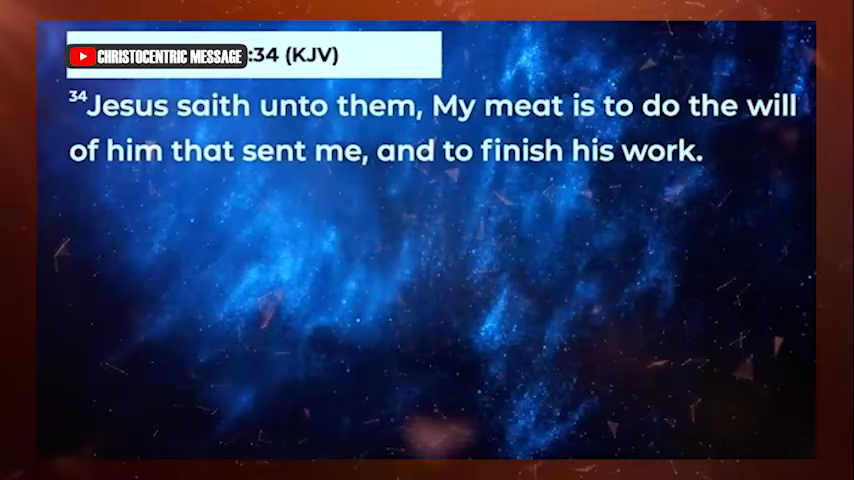 CHRISTOCENTRIC MESSAGE :34 (KJV)
34Jesus saith unto them, My meat is to do the will
of him that sent me, and to finish his work.